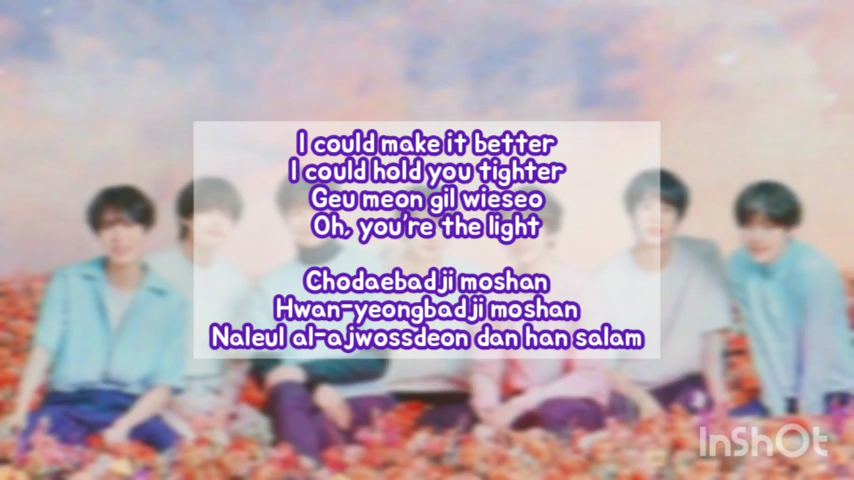 I could make it better
I could hold you tighter
Geu meon gil wieseo
Oh, you're the light
Chodaebadji moshan
Hwan-yeongbadji moshan
Naleul al-ajwossdeon dan han salam
InShOt